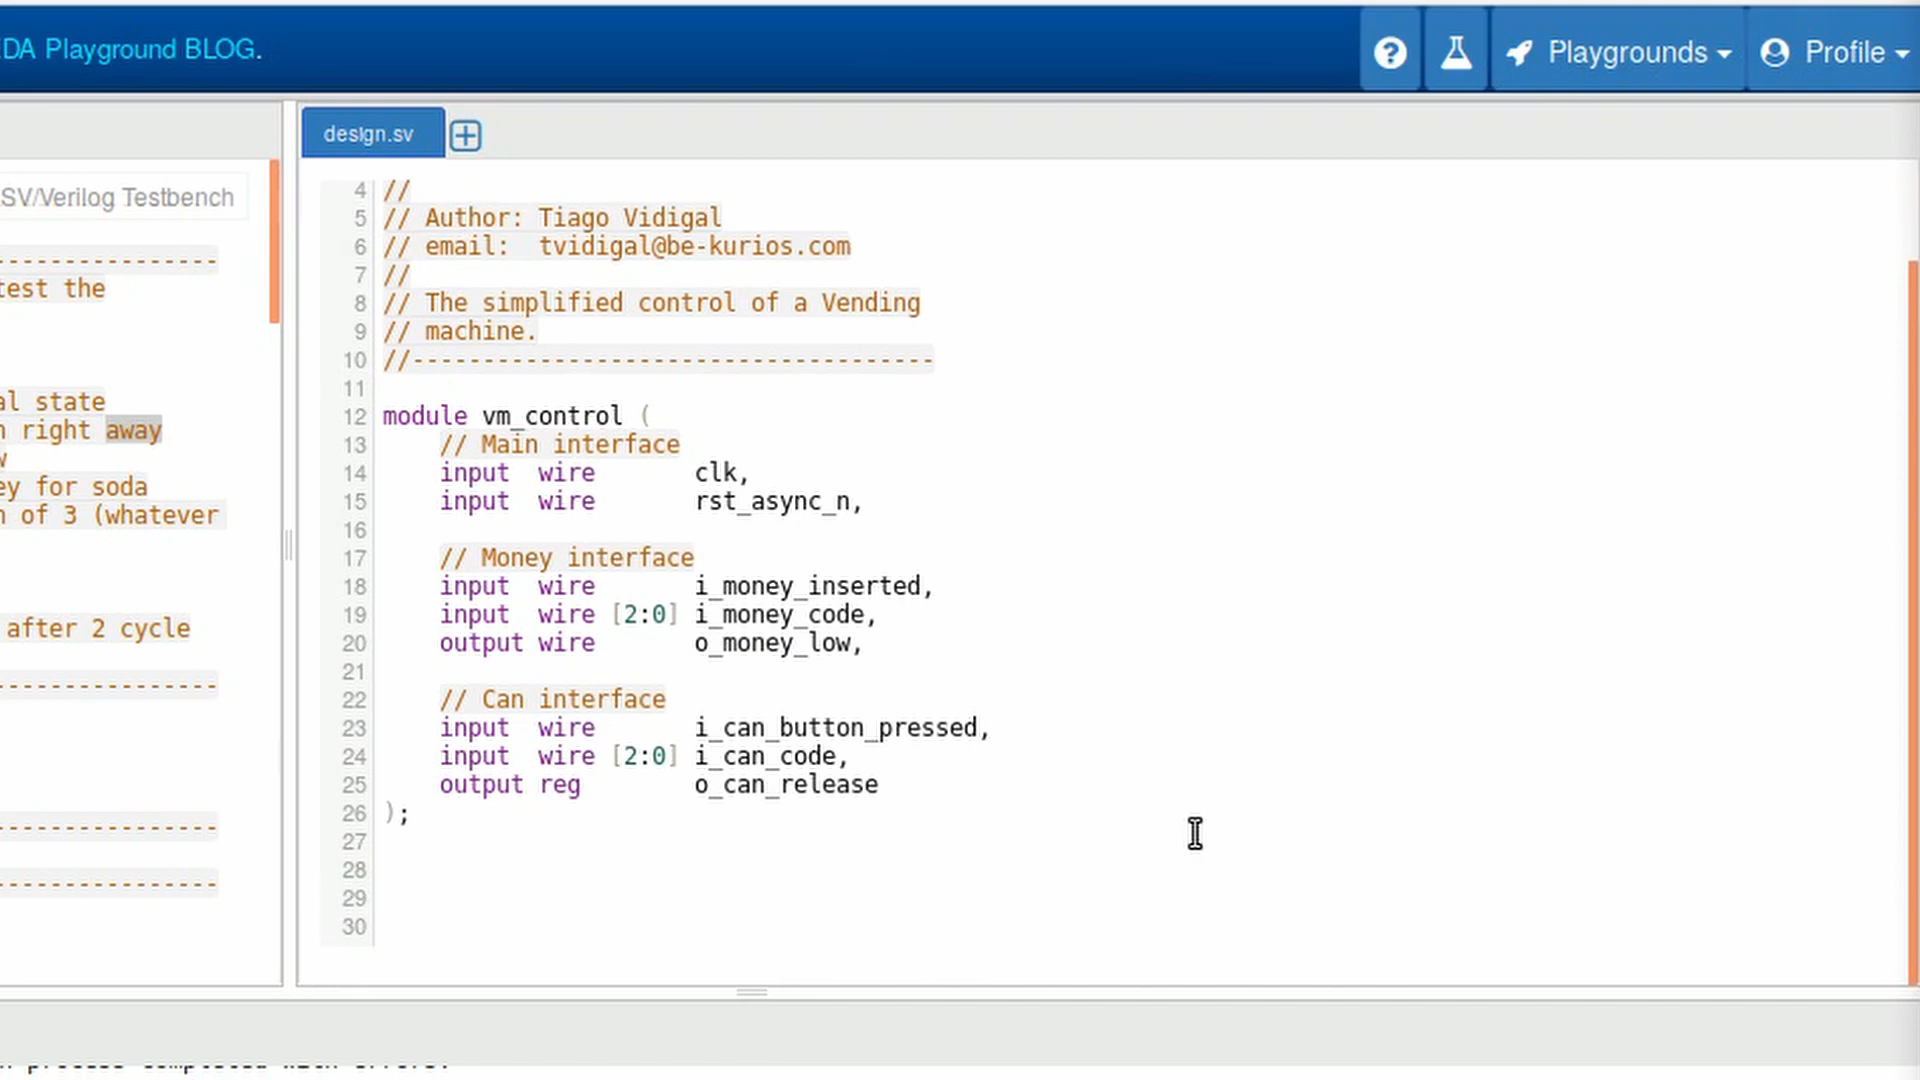 DA Playground BLOG.
Playgrounds
Profile
design.sv
SV/Verilog Testbench
---------------
test the
al state
n right away
ey for soda
n of 3 (whatever
after 2 cycle
---------------
---------------
---------------
4 //
5 // Author: Tiago Vidigal
6 // email:  tvidigal@be-kurios.com
7 //
8 // The simplified control of a Vending
9 // machine.
10 //-------------------------------------
11
12 module vm_control (
13     // Main interface
14     input  wire       clk,
15     input  wire       rst_async_n,
16
17     // Money interface
18     input  wire       i_money_inserted,
19     input  wire [2:0] i_money_code,
20     output wire       o_money_low,
21
22     // Can interface
23     input  wire       i_can_button_pressed,
24     input  wire [2:0] i_can_code,
25     output reg        o_can_release
26 );
27
28
29
30
process completed with errors.